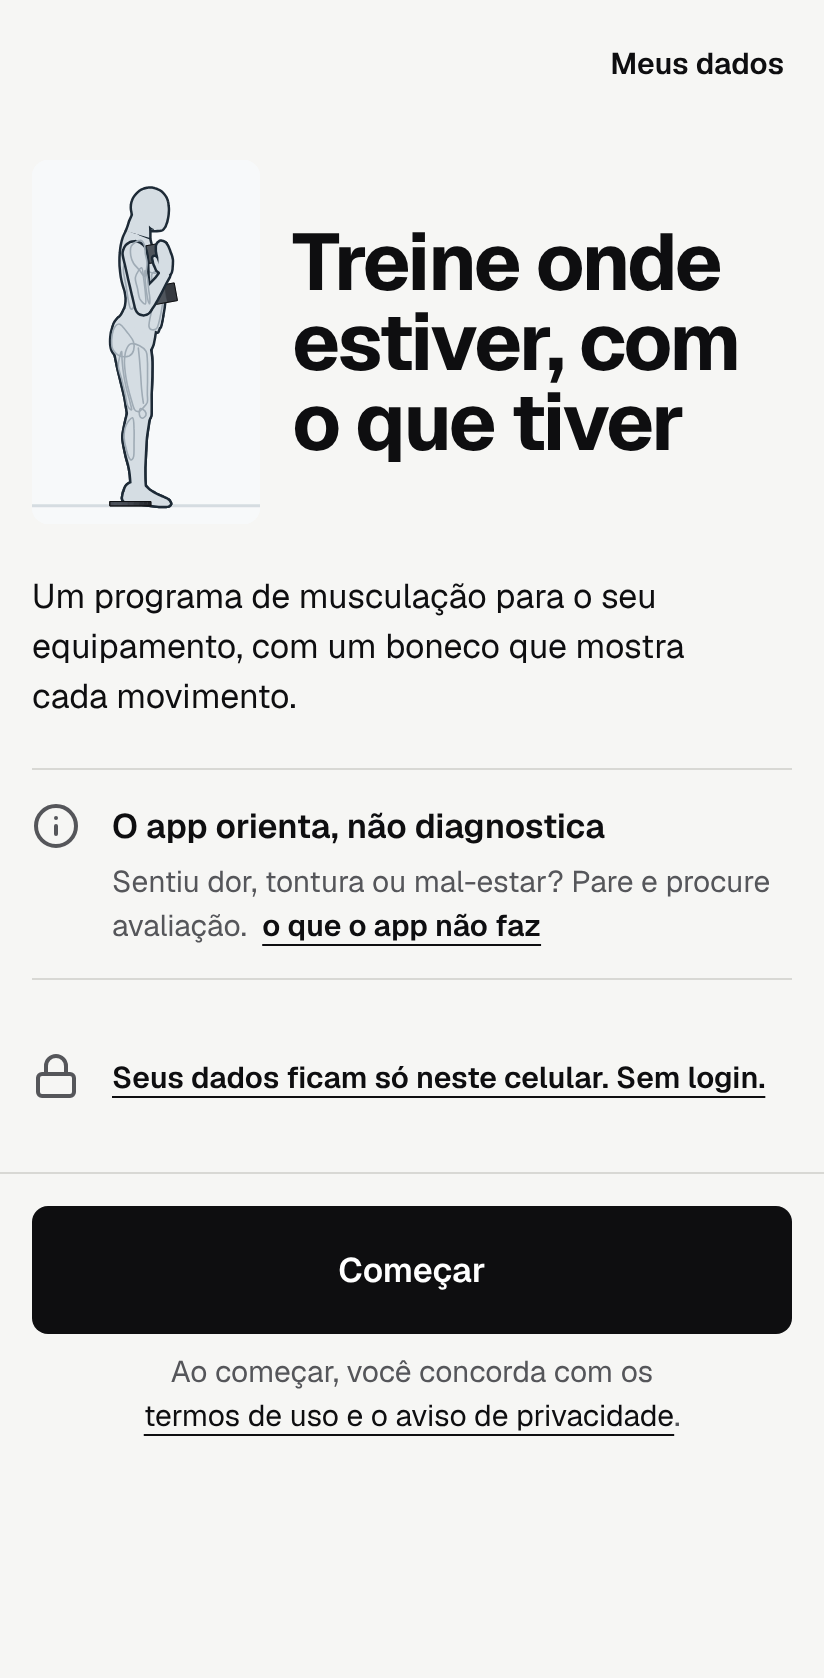 Meus dados
Treine onde
estiver, com
o que tiver
Um programa de musculação para o seu
equipamento, com um boneco que mostra
cada movimento.
O app orienta, não diagnostica
Sentiu dor, tontura ou mal-estar? Pare e procure
avaliação. o que o app não faz
Seus dados ficam só neste celular. Sem login.
Começar
Ao começar, você concorda com os
termos de uso e o aviso de privacidade.